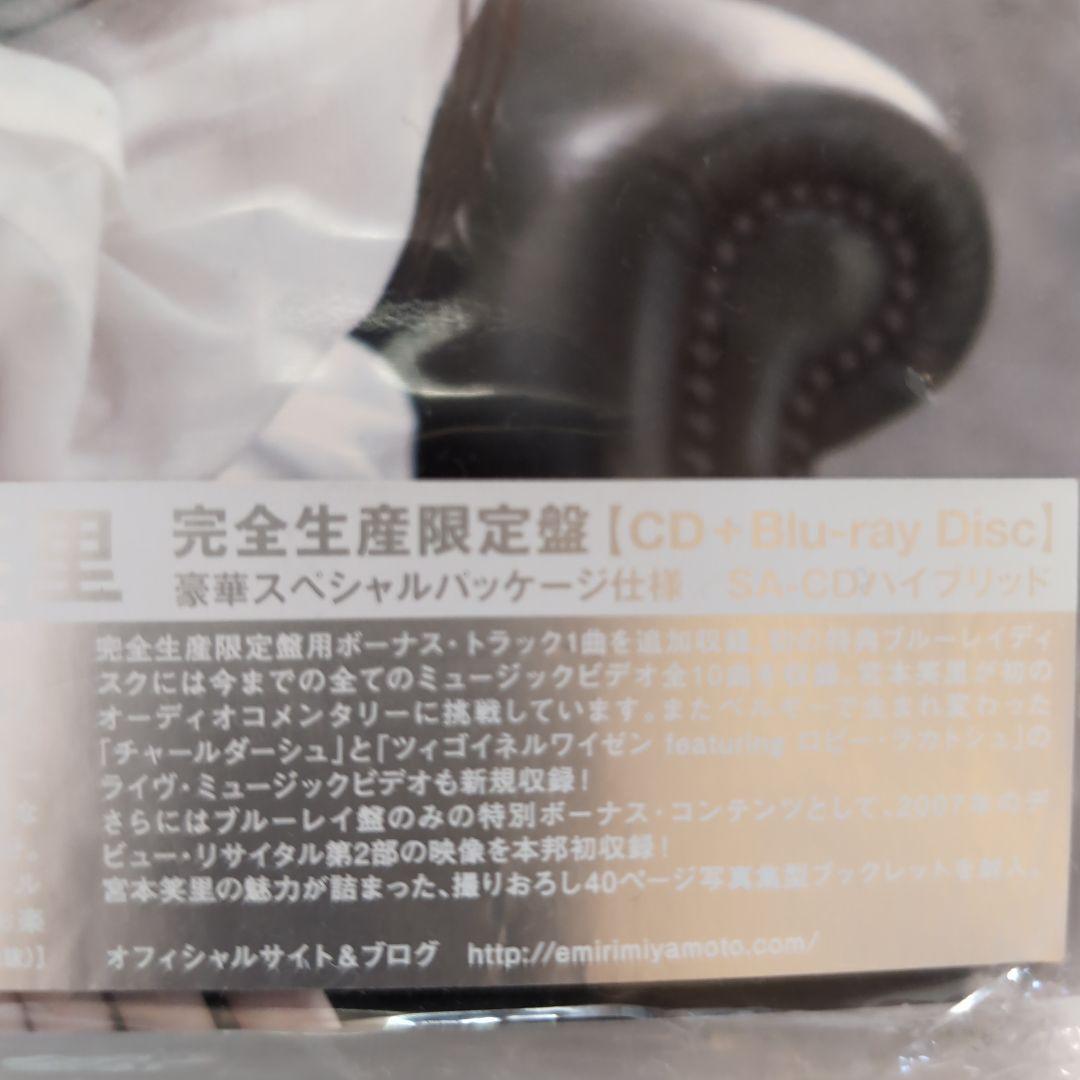 里
完全生産限定盤【CD+Blu-ray Disc】
豪華スペシャルパッケージ仕様 SA-CDハイブリッド
完全生産限定盤用ボーナス・トラック1曲を追加収録。初の特典ブルーレイディ
スクには今までの全てのミュージックビデオ全10曲を収録。宮本笑里が初の
オーディオコメンタリーに挑戦しています。またベルギーで生まれ変わった
「チャールダーシュ」と「ツィゴイネルワイゼン featuring ロビー・ラカトシュ」の
ライヴ・ミュージックビデオも新規収録!
さらにはブルーレイ盤のみの特別ボーナス・コンテンツとして、2007年のデ
ビュー・リサイタル第2部の映像を本邦初収録!
宮本笑里の魅力が詰まった、撮りおろし40ページ写真集型ブックレットを封入。
オフィシャルサイト&ブログ http://emirimiyamoto.com/
な
ル
楽